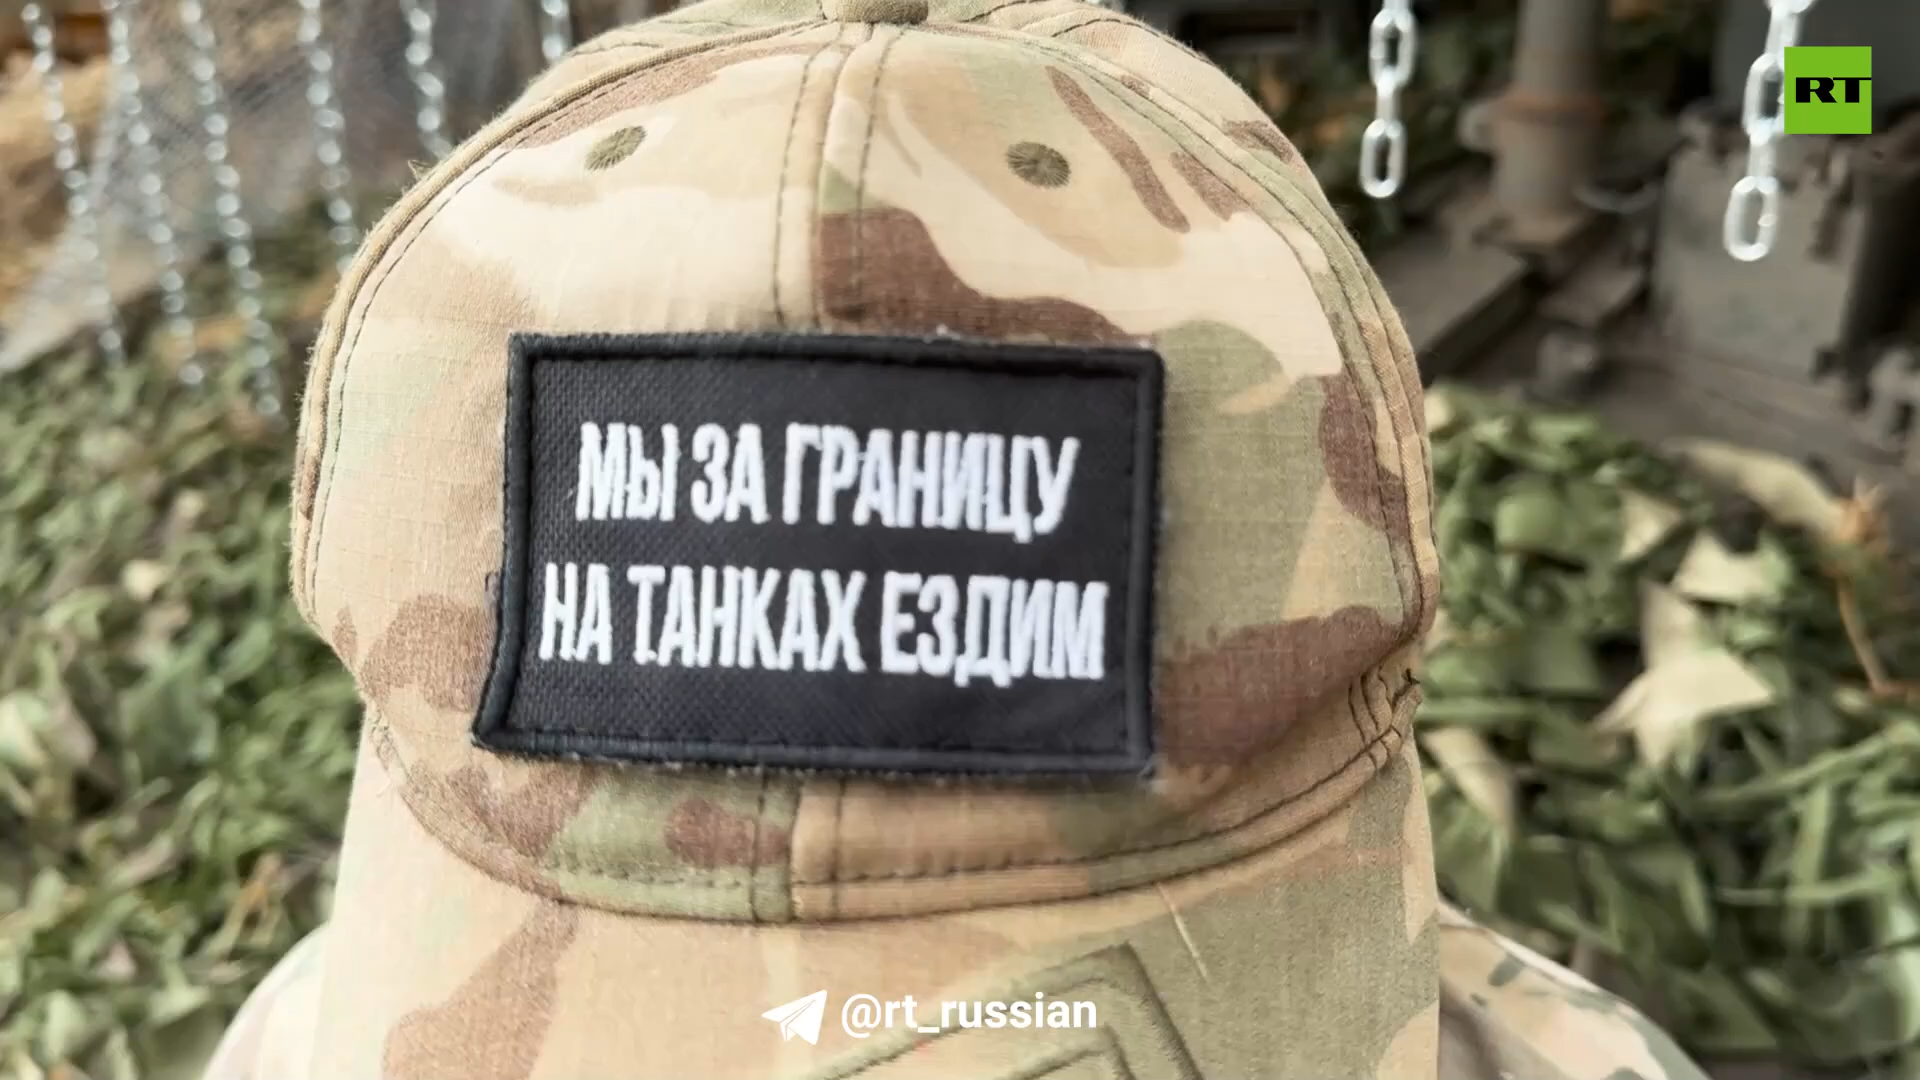 RT
МЫ ЗА ГРАНИЦУ
НА ТАНКАХ ЕЗДИМ
@rt_russian